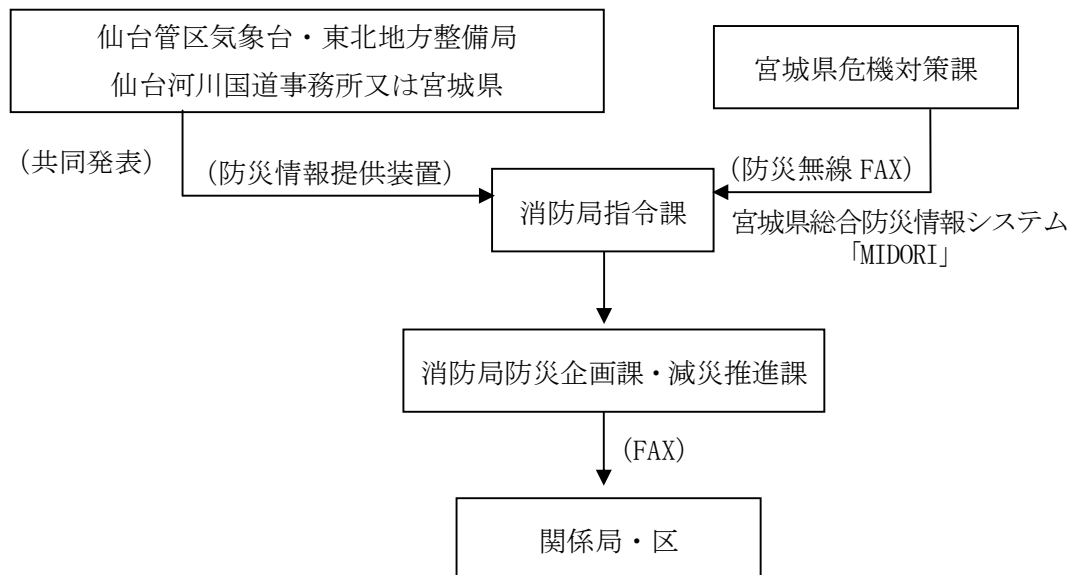 仙台管区気象台・東北地方整備局
仙台河川国道事務所又は宮城県
宮城県危機対策課
（共同発表）
（防災情報提供装置）
（防災無線 FAX）
消防局指令課
宮城県総合防災情報システム
「MIDORI」
消防局防災企画課・減災推進課
（FAX）
関係局・区